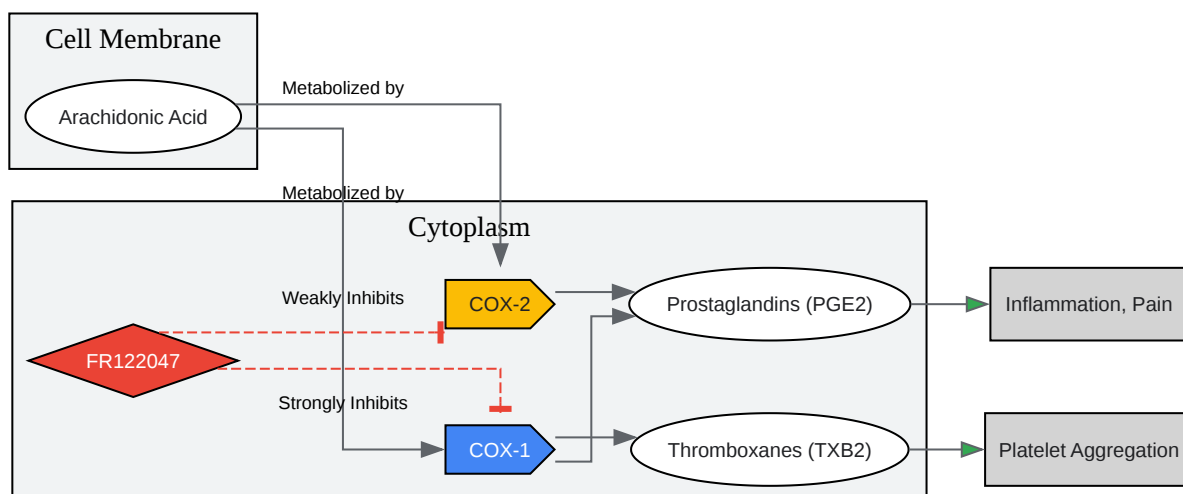 Cell Membrane
Arachidonic Acid
Metabolized by
Metabolized by
Cytoplasm
Weakly Inhibits
COX-2
Prostaglandins (PGE2)
Inflammation, Pain
FR122047
Strongly Inhibits
COX-1
Thromboxanes (TXB2)
Platelet Aggregation